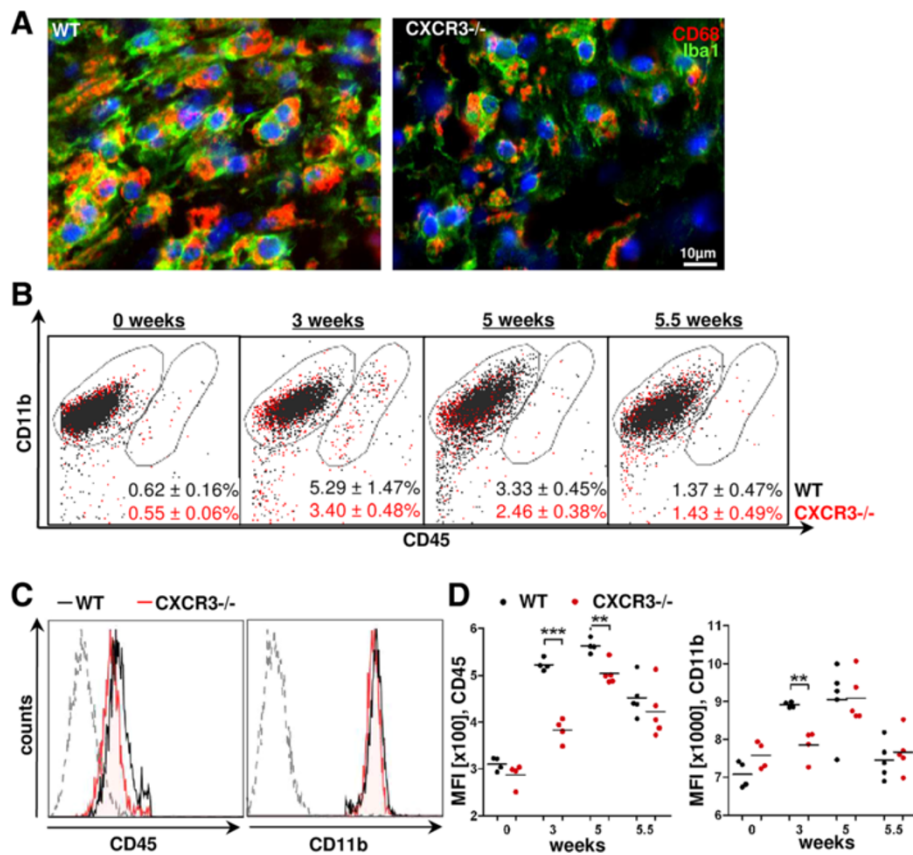 A
WT
CXCR3-/-
CD68
Iba1
10µm
B
0 weeks
3 weeks
5 weeks
5.5 weeks
CD11b
0.62 ± 0.16%
5.29 ± 1.47%
3.33 ± 0.45%
1.37 ± 0.47%
WT
0.55 ± 0.06%
3.40 ± 0.48%
2.46 ± 0.38%
1.43 ± 0.49%
CXCR3-/-
CD45
C
WT
CXCR3-/-
counts
CD45
CD11b
D
WT
CXCR3-/-
MFI [x100], CD45
6
5
4
3
2
***
**
0
3
5
5.5
weeks
MFI [x1000], CD11b
11
10
9
8
7
6
**
0
3
5
5.5
weeks